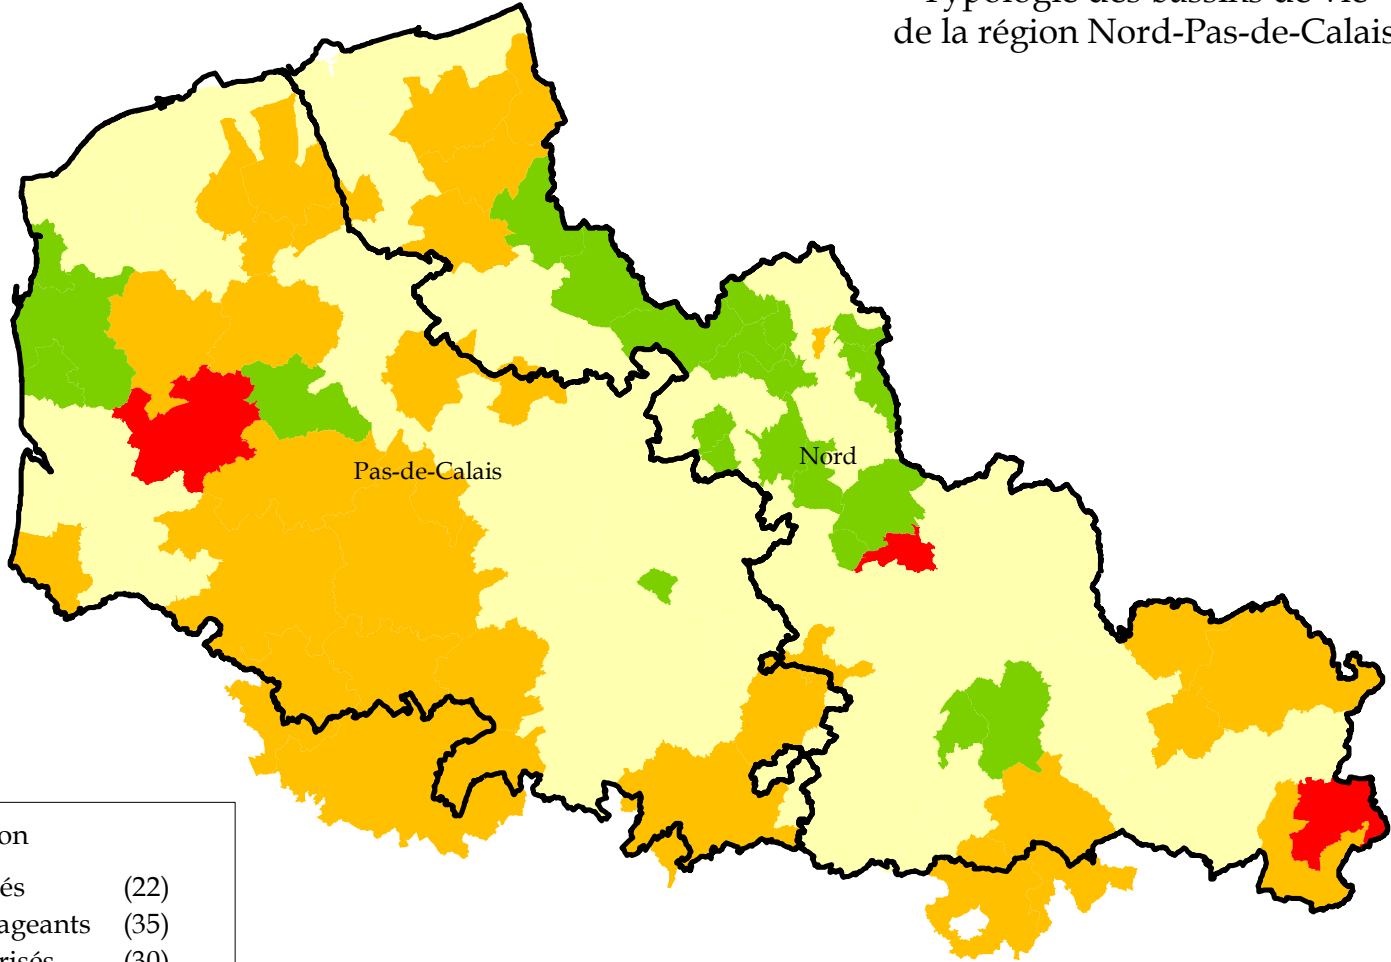 de la région Nord-Pas-de-Calais
Pas-de-Calais
Nord
on
és (22)
ageants (35)